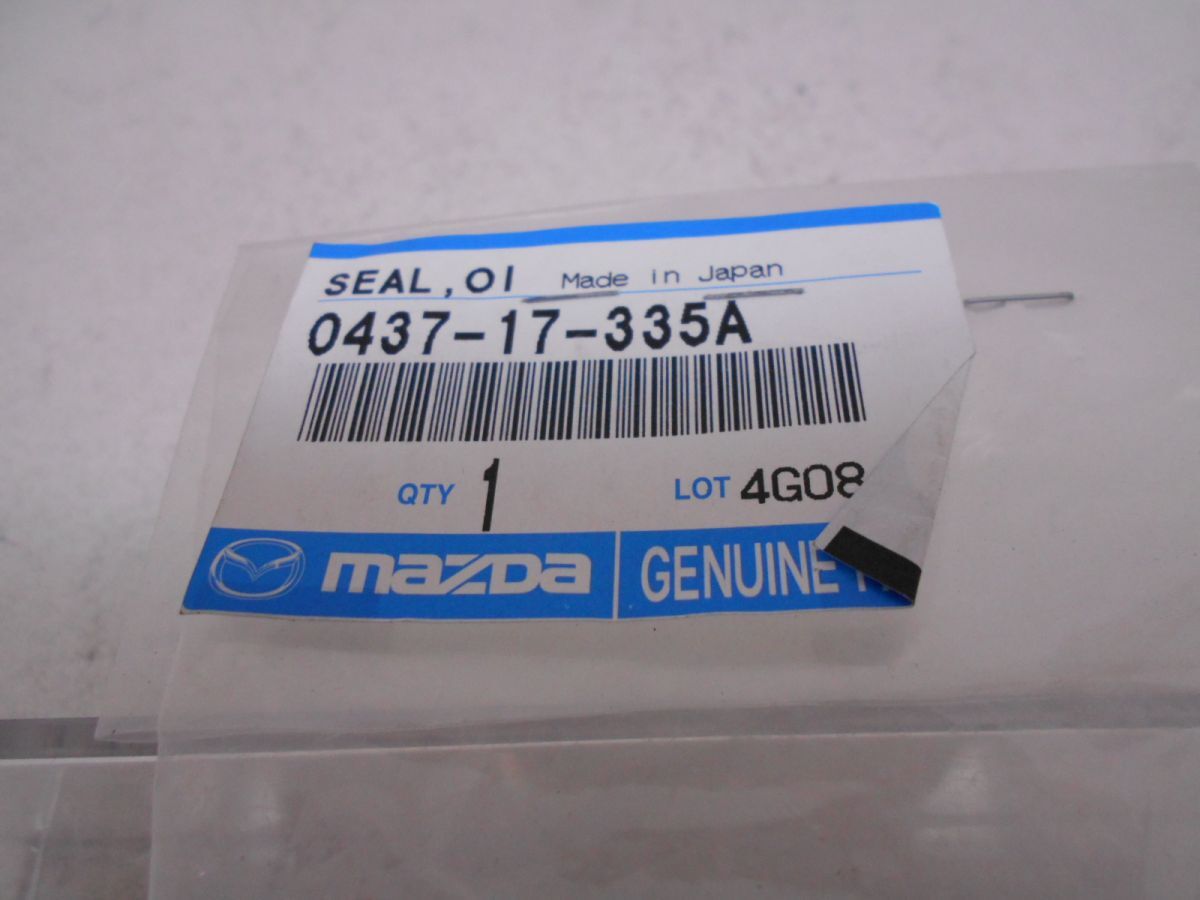 SEAL,OI Made in Japan
0437-17-335A
QTY 1 LOT 4G08
mazda GENUINE